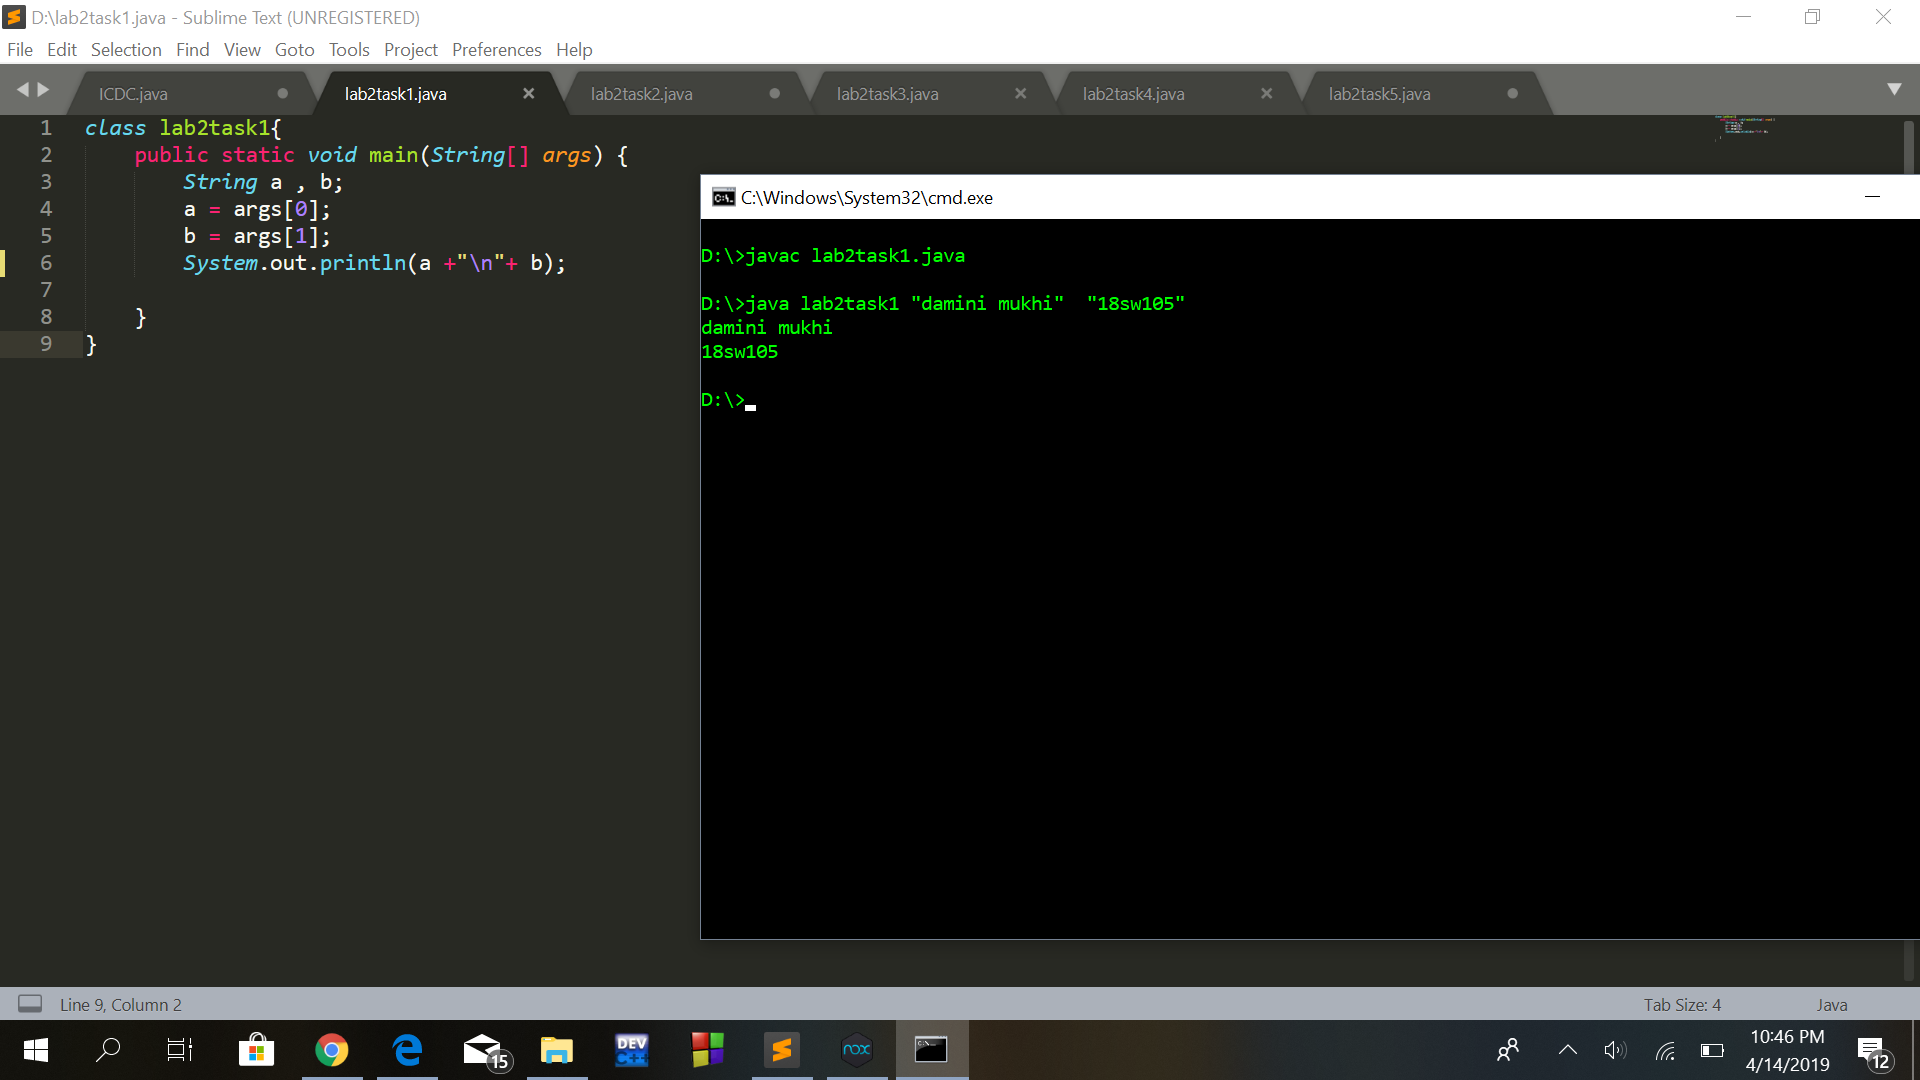 D:\lab2task1.java - Sublime Text (UNREGISTERED)
File Edit Selection Find View Goto Tools Project Preferences Help
ICDC.java lab2task1.java lab2task2.java lab2task3.java lab2task4.java lab2task5.java
1 class lab2task1{
2 public static void main(String[] args) {
3 String a , b;
4 a = args[0];
5 b = args[1];
6 System.out.println(a +"\n"+ b);
7
8 }
9 }
C:\Windows\System32\cmd.exe
D:\>javac lab2task1.java
D:\>java lab2task1 "damini mukhi"  "18sw105"
damini mukhi
18sw105
D:\>
Line 9, Column 2 Tab Size: 4 Java
15
DEV
C++
nox
10:46 PM
4/14/2019
12